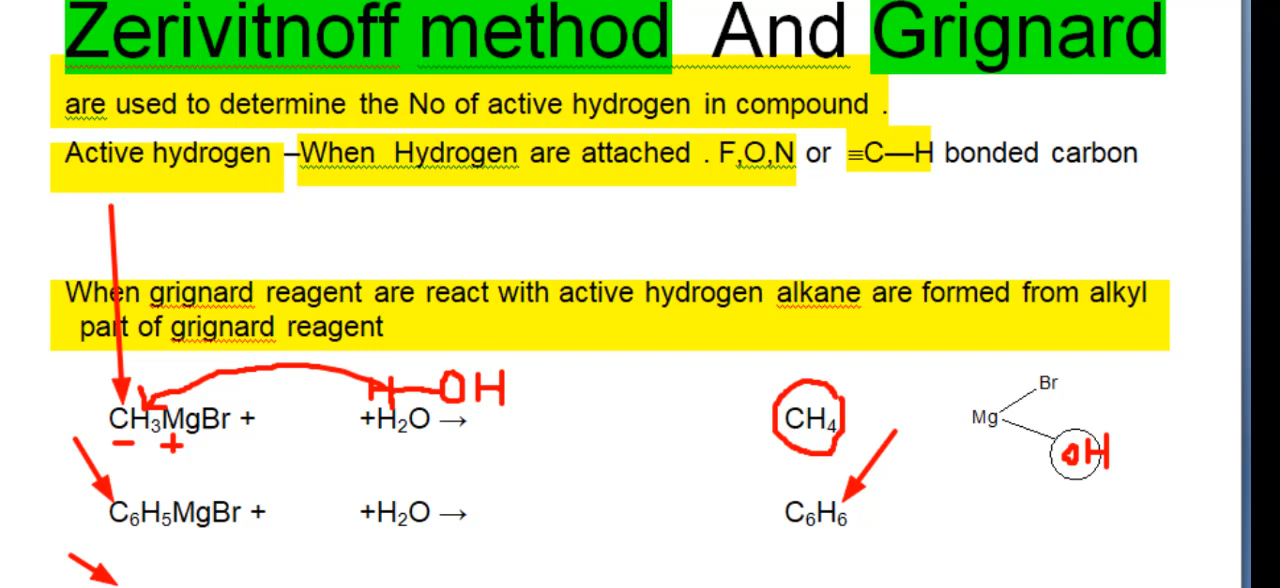 Zerivitnoff method And Grignard
are used to determine the No of active hydrogen in compound .
Active hydrogen –When Hydrogen are attached . F,O,N or ≡C—H bonded carbon
When grignard reagent are react with active hydrogen alkane are formed from alkyl
part of grignard reagent
H—OH
CH₃MgBr + +H₂O → CH₄ Mg Br OH
− +
C₆H₅MgBr + +H₂O → C₆H₆